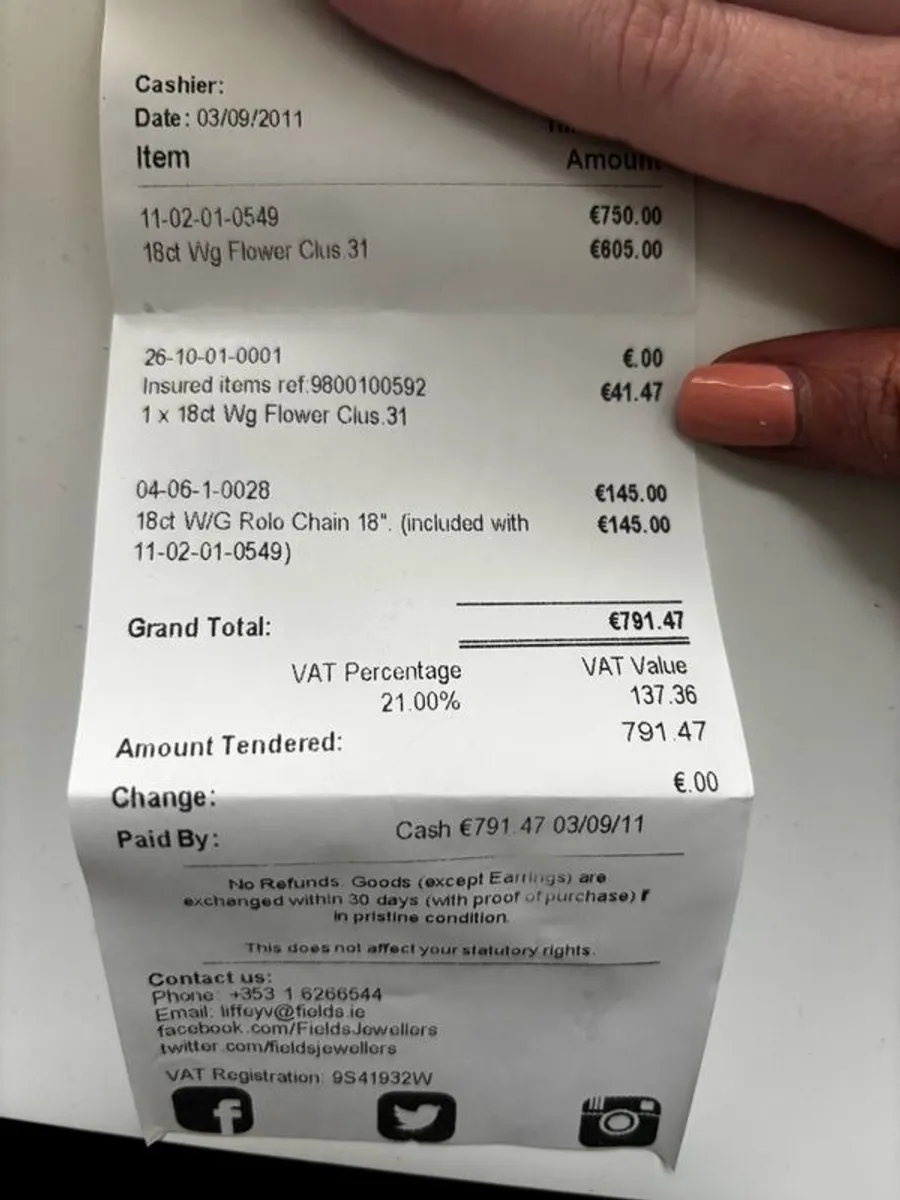 Cashier:
Date: 03/09/2011
Item Amount
11-02-01-0549 €750.00
18ct Wg Flower Clus.31 €605.00
26-10-01-0001 €.00
Insured items ref:9800100592 €41.47
1 x 18ct Wg Flower Clus.31
04-06-1-0028 €145.00
18ct W/G Rolo Chain 18". (included with €145.00
11-02-01-0549)
Grand Total: €791.47
VAT Percentage VAT Value
21.00% 137.36
Amount Tendered: 791.47
Change: €.00
Paid By: Cash €791.47 03/09/11
No Refunds. Goods (except Earrings) are
exchanged within 30 days (with proof of purchase)
in pristine condition
This does not affect your statutory rights.
Contact us:
Phone: +353 1 6266544
Email: liffeyv@fields.ie
facebook.com/FieldsJewellers
twitter.com/fieldsjewellers
VAT Registration: 9S41932W